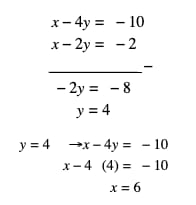 x − 4y = − 10
x − 2y = − 2
−
− 2y = − 8
y = 4
y = 4 →x − 4y = − 10
x − 4 (4) = − 10
x = 6